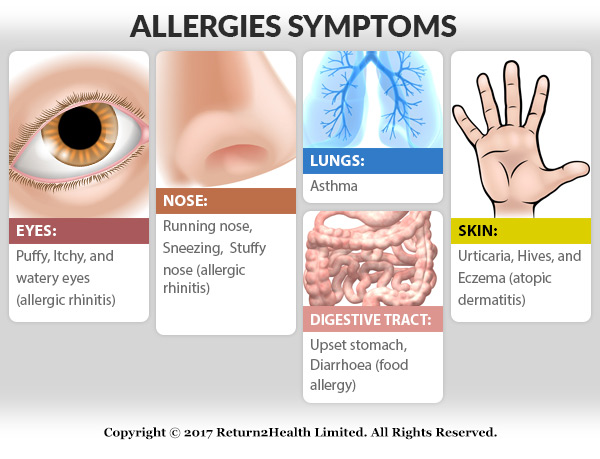 ALLERGIES SYMPTOMS
EYES:
Puffy, Itchy, and
watery eyes
(allergic rhinitis)
NOSE:
Running nose,
Sneezing, Stuffy
nose (allergic
rhinitis)
LUNGS:
Asthma
DIGESTIVE TRACT:
Upset stomach,
Diarrhoea (food
allergy)
SKIN:
Urticaria, Hives, and
Eczema (atopic
dermatitis)
Copyright © 2017 Return2Health Limited. All Rights Reserved.